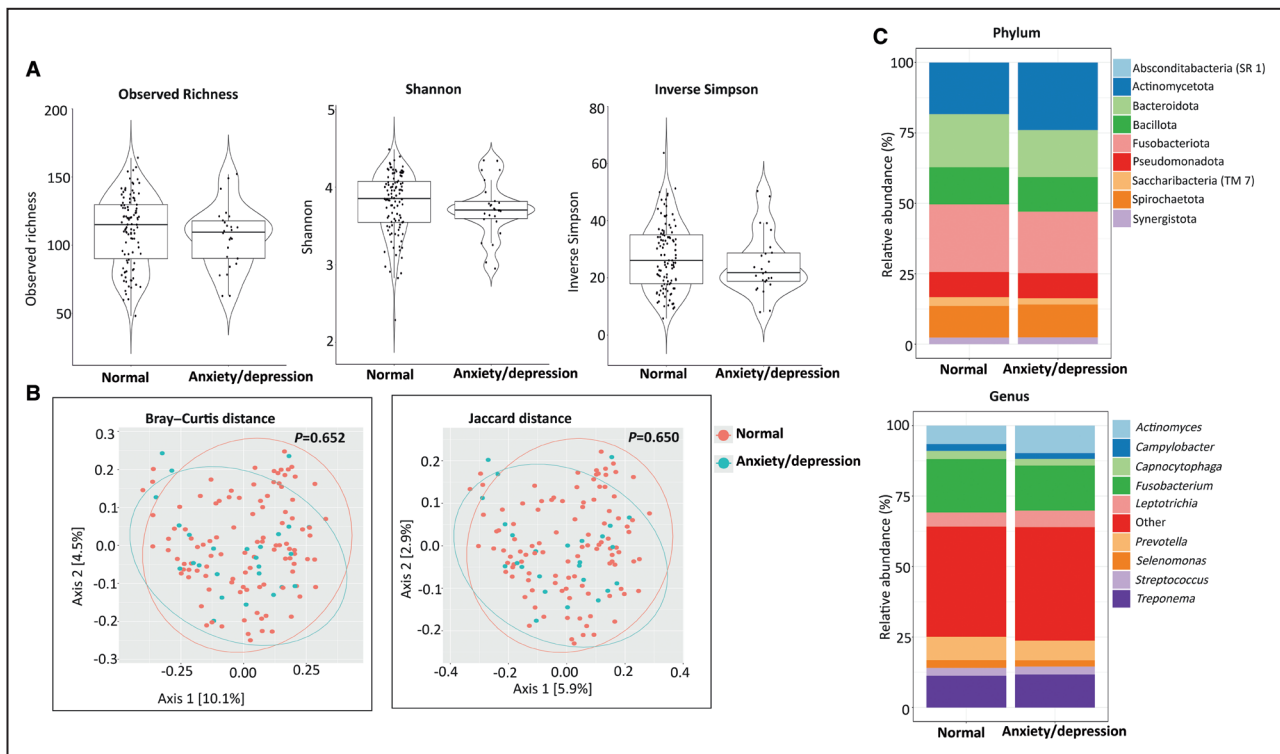 A
Observed Richness
Observed richness
200
150
100
50
Normal
Anxiety/depression
Shannon
Shannon
5
4
3
2
Normal
Anxiety/depression
Inverse Simpson
Inverse Simpson
80
60
40
20
0
Normal
Anxiety/depression
B
Bray–Curtis distance
P=0.652
Axis 2 [4.5%]
0.3
0.2
0.1
0.0
-0.1
-0.2
-0.3
-0.25
0.00
0.25
Axis 1 [10.1%]
Jaccard distance
P=0.650
Axis 2 [2.9%]
0.2
0.1
0.0
-0.1
-0.2
-0.4
-0.2
0.00
0.2
0.4
Axis 1 [5.9%]
Normal
Anxiety/depression
C
Phylum
Relative abundance (%)
100
75
50
25
0
Normal
Anxiety/depression
Absconditabacteria (SR 1)
Actinomycetota
Bacteroidota
Bacillota
Fusobacteriota
Pseudomonadota
Saccharibacteria (TM 7)
Spirochaetota
Synergistota
Genus
Relative abundance (%)
100
75
50
25
0
Normal
Anxiety/depression
Actinomyces
Campylobacter
Capnocytophaga
Fusobacterium
Leptotrichia
Other
Prevotella
Selenomonas
Streptococcus
Treponema